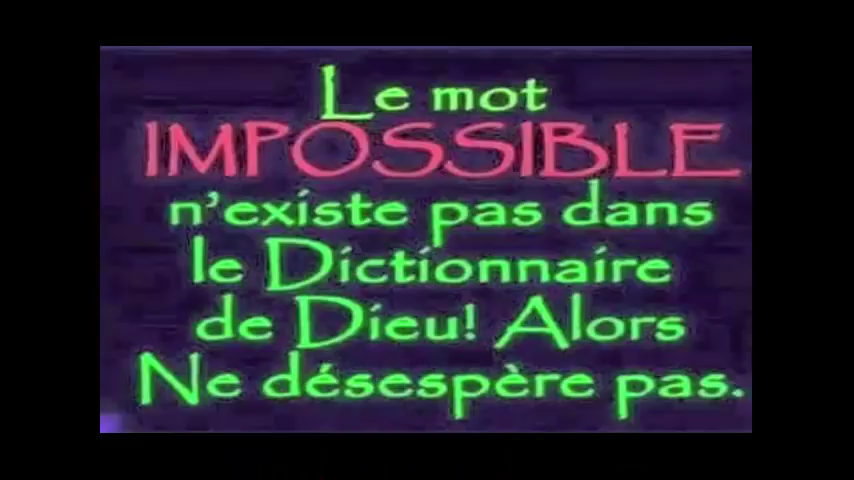 Le mot
IMPOSSIBLE
n'existe pas dans
le Dictionnaire
de Dieu! Alors
Ne désespère pas.